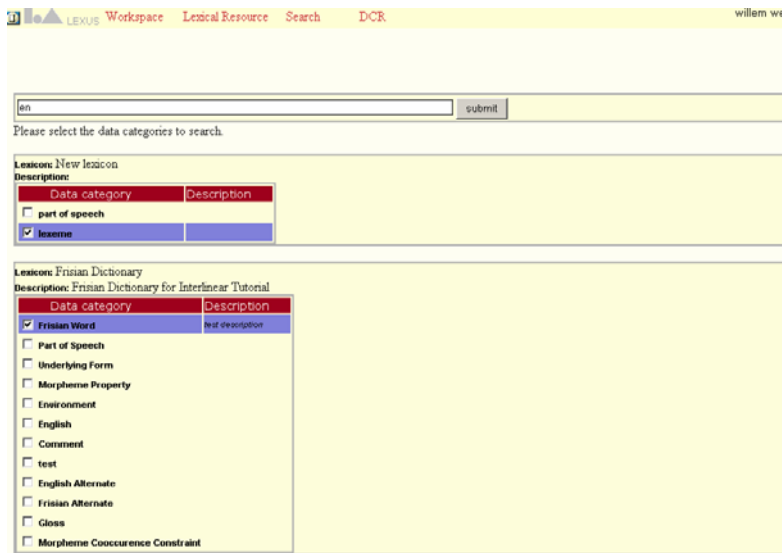 LEXUS Workspace Lexical Resource Search DCR willem we
en submit
Please select the data categories to search.
Lexicon: New lexicon
Description:
Data category Description
part of speech
lexeme
Lexicon: Frisian Dictionary
Description: Frisian Dictionary for Interlinear Tutorial
Data category Description
Frisian Word test description
Part of Speech
Underlying Form
Morpheme Property
Environment
English
Comment
test
English Alternate
Frisian Alternate
Gloss
Morpheme Cooccurence Constraint